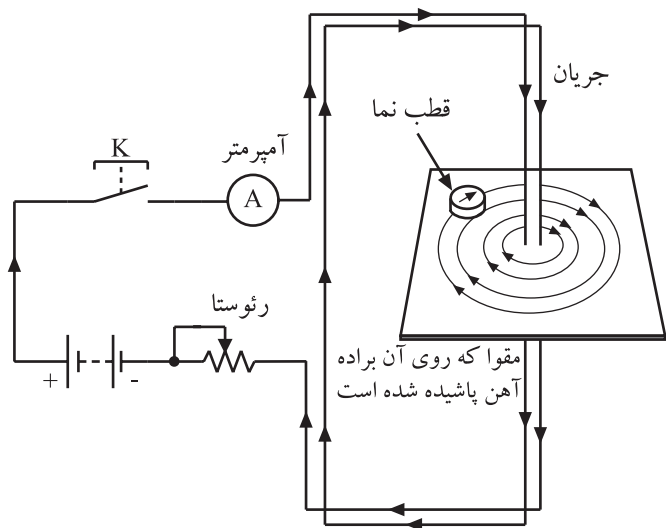 جریان
قطب نما
K
آمپرمتر
A
رئوستا
+
-
مقوا که روی آن براده
آهن پاشیده شده است